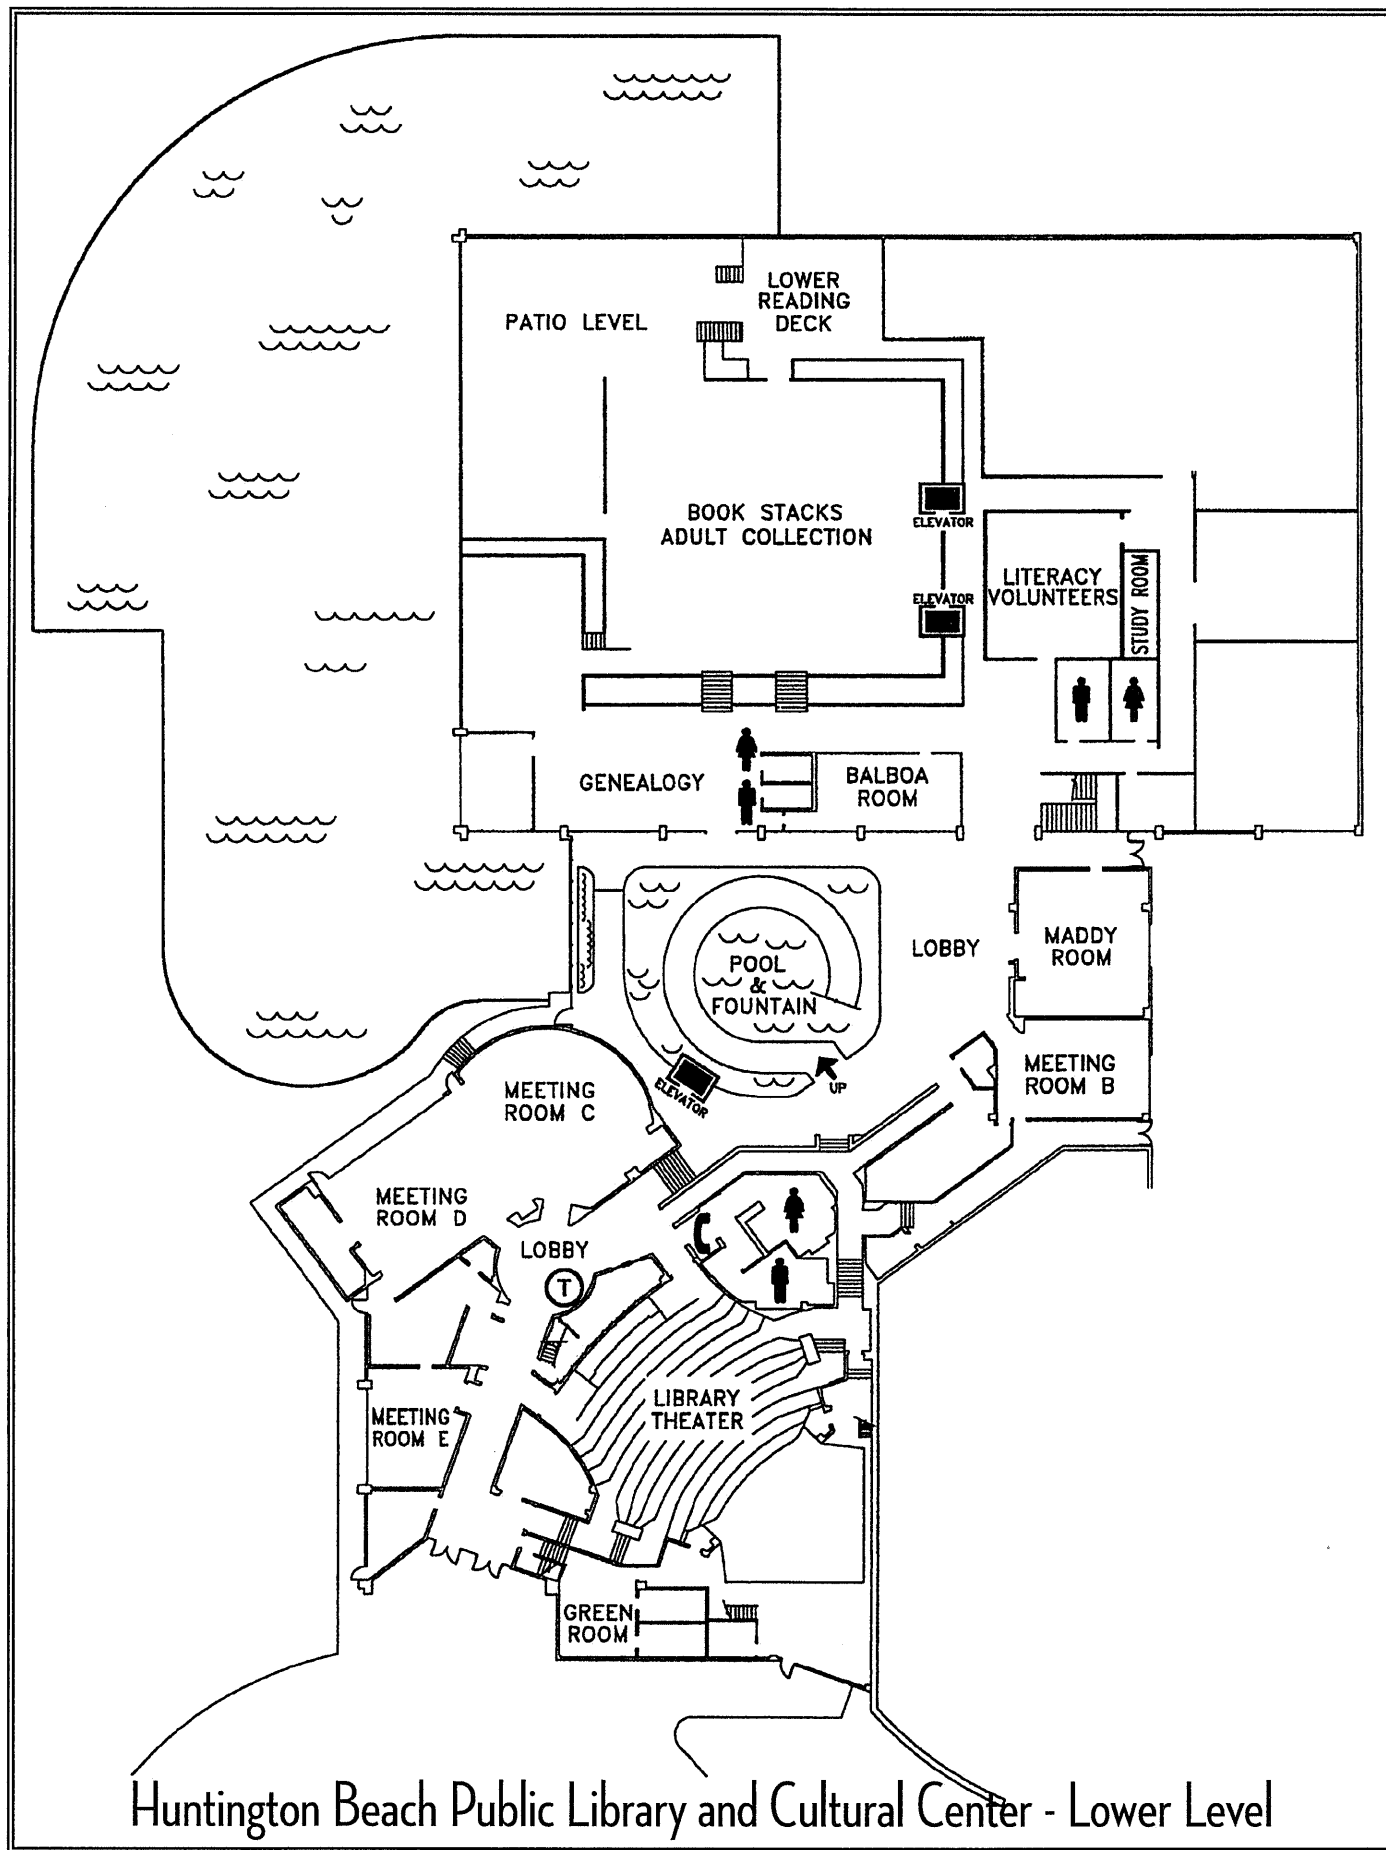 LOWER
READING
DECK
PATIO LEVEL
BOOK STACKS
ADULT COLLECTION
ELEVATOR
ELEVATOR
LITERACY
VOLUNTEERS
STUDY ROOM
GENEALOGY
BALBOA
ROOM
LOBBY
MADDY
ROOM
POOL
&
FOUNTAIN
UP
ELEVATOR
MEETING
ROOM B
MEETING
ROOM C
MEETING
ROOM D
LOBBY
T
LIBRARY
THEATER
MEETING
ROOM E
GREEN
ROOM
Huntington Beach Public Library and Cultural Center - Lower Level